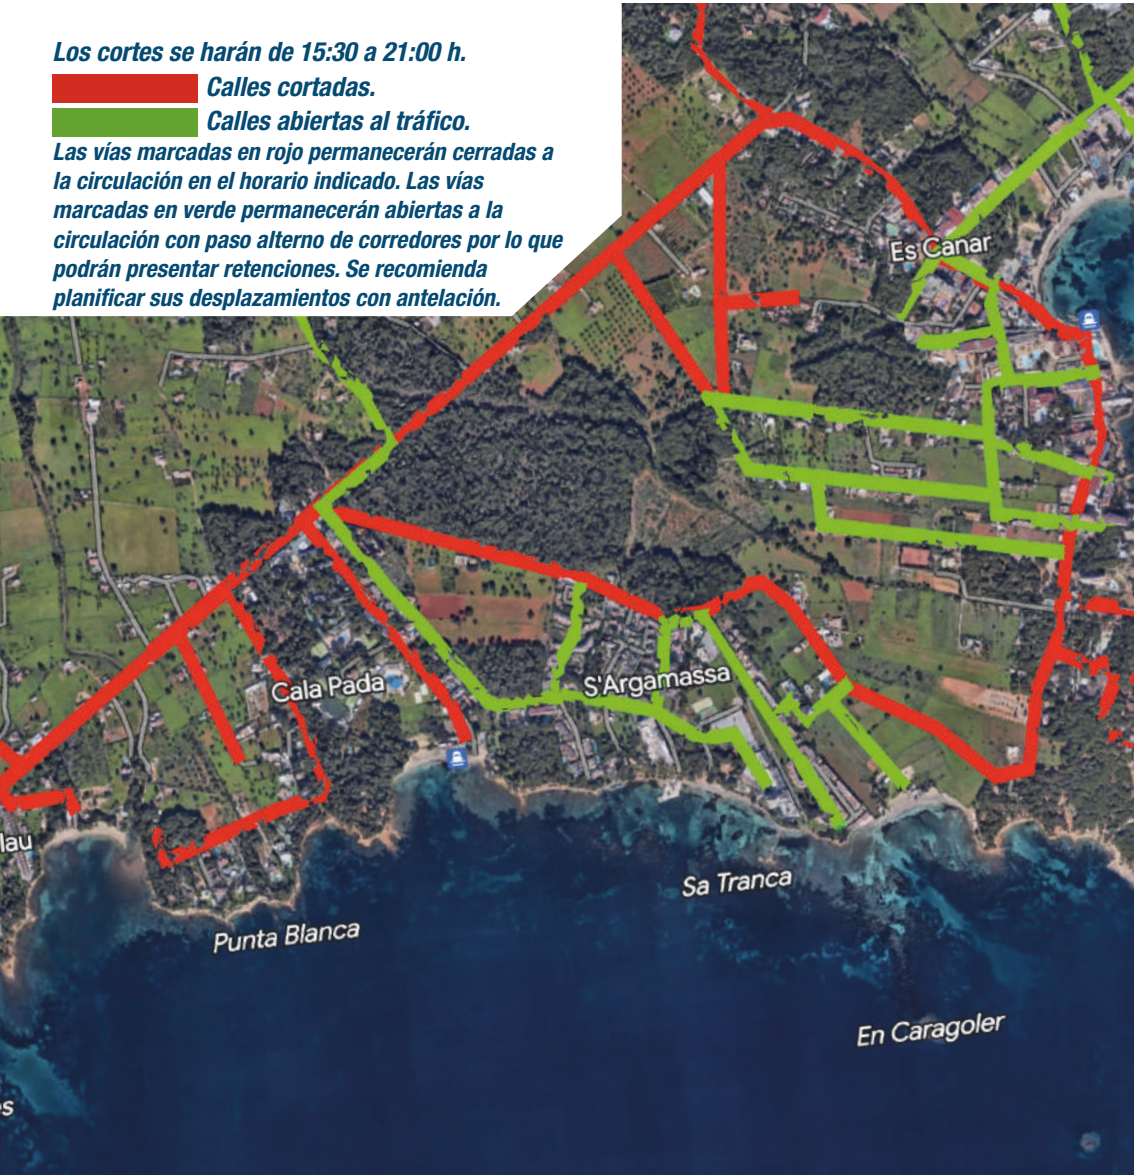 Los cortes se harán de 15:30 a 21:00 h.
Calles cortadas.
Calles abiertas al tráfico.
Las vías marcadas en rojo permanecerán cerradas a
la circulación en el horario indicado. Las vías
marcadas en verde permanecerán abiertas a la
circulación con paso alterno de corredores por lo que
podrán presentar retenciones. Se recomienda
planificar sus desplazamientos con antelación.
Es Canar
Cala Pada
S'Argamassa
lau
Sa Tranca
Punta Blanca
En Caragoler
es